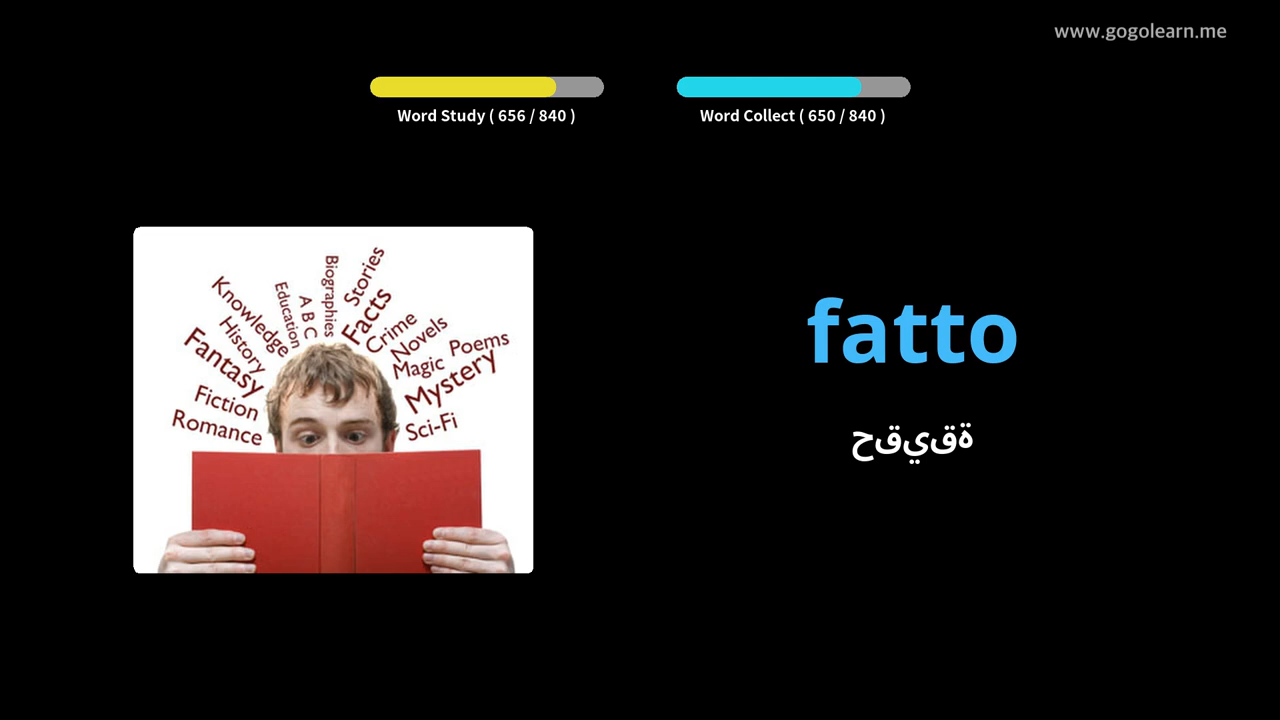 www.gogolearn.me
Word Study ( 656 / 840 )
Word Collect ( 650 / 840 )
Knowledge
Education
A B C
Biographies
Stories
Facts
History
Crime
Novels
Fantasy
Magic
Poems
Mystery
Fiction
Romance
Sci-Fi
fatto
ةقيقح